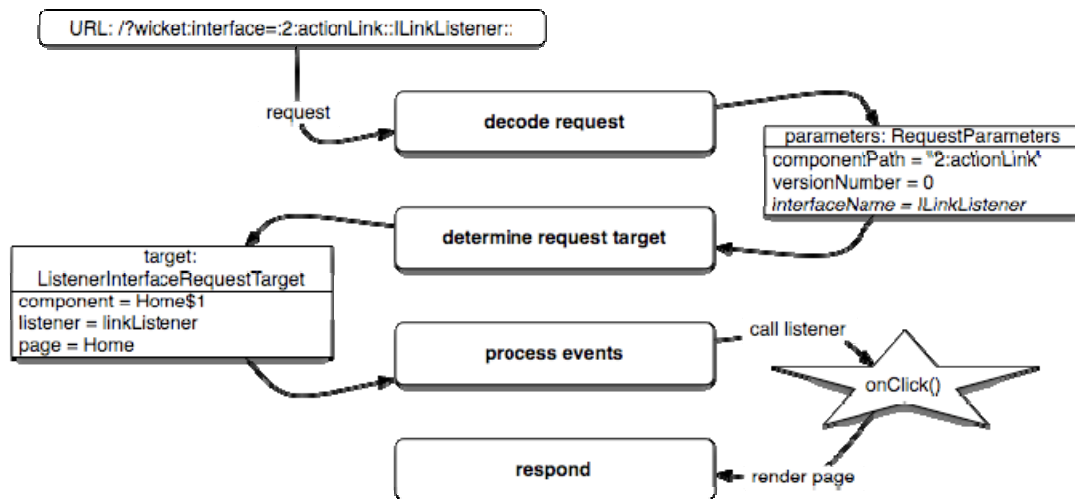 URL: /?wicket:interface=:2:actionLink::ILinkListener::
request
decode request
parameters: RequestParameters
componentPath = "2:actionLink"
versionNumber = 0
interfaceName = ILinkListener
determine request target
target:
ListenerInterfaceRequestTarget
component = Home$1
listener = linkListener
page = Home
process events
call listener
onClick()
respond
render page